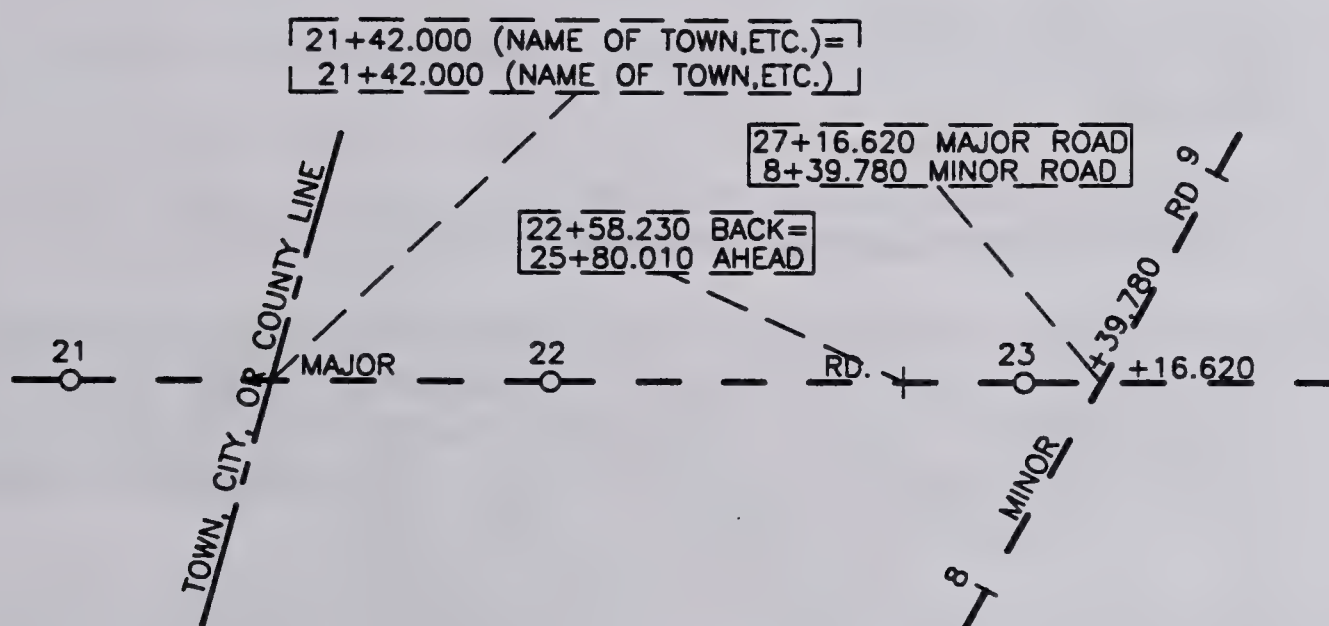 21+42.000 (NAME OF TOWN,ETC.)=
21+42.000 (NAME OF TOWN,ETC.)
27+16.620 MAJOR ROAD
8+39.780 MINOR ROAD
22+58.230 BACK=
25+80.010 AHEAD
TOWN, CITY, OR COUNTY LINE
21
MAJOR
22
RD.
23
+39.780
+16.620
RD 9
MINOR
8